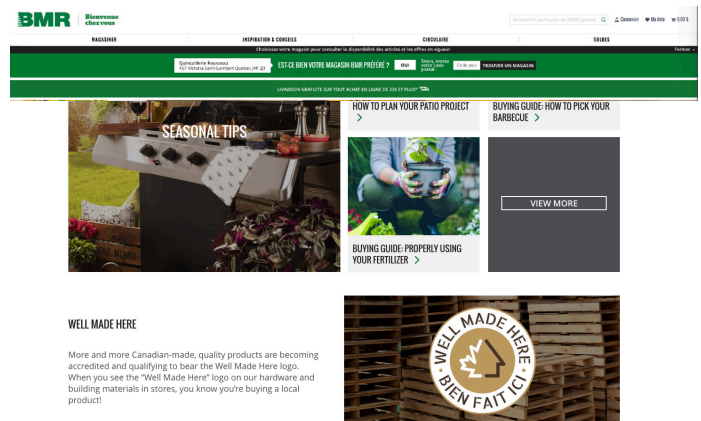 BMR
Bienvenue
chez vous
Connexion
Ma liste
0,00 $
MAGASINER
INSPIRATION & CONSEILS
CIRCULAIRE
SOLDES
Choisissez votre magasin pour consulter la disponibilité des articles et les offres en vigueur
Fermer
Quincaillerie Rousseau
EST-CE BIEN VOTRE MAGASIN BMR PRÉFÉRÉ ?
OUI
Sinon, entrez
votre code
postal :
Code post
TROUVER UN MAGASIN
LIVRAISON GRATUITE SUR TOUT ACHAT EN LIGNE DE 35$ ET PLUS*
SEASONAL TIPS
HOW TO PLAN YOUR PATIO PROJECT
BUYING GUIDE: HOW TO PICK YOUR
BARBECUE
VIEW MORE
BUYING GUIDE: PROPERLY USING
YOUR FERTILIZER
WELL MADE HERE
More and more Canadian-made, quality products are becoming
accredited and qualifying to bear the Well Made Here logo.
When you see the “Well Made Here” logo on our hardware and
building materials in stores, you know you’re buying a local
product!
WELL MADE HERE
BIEN FAIT ICI